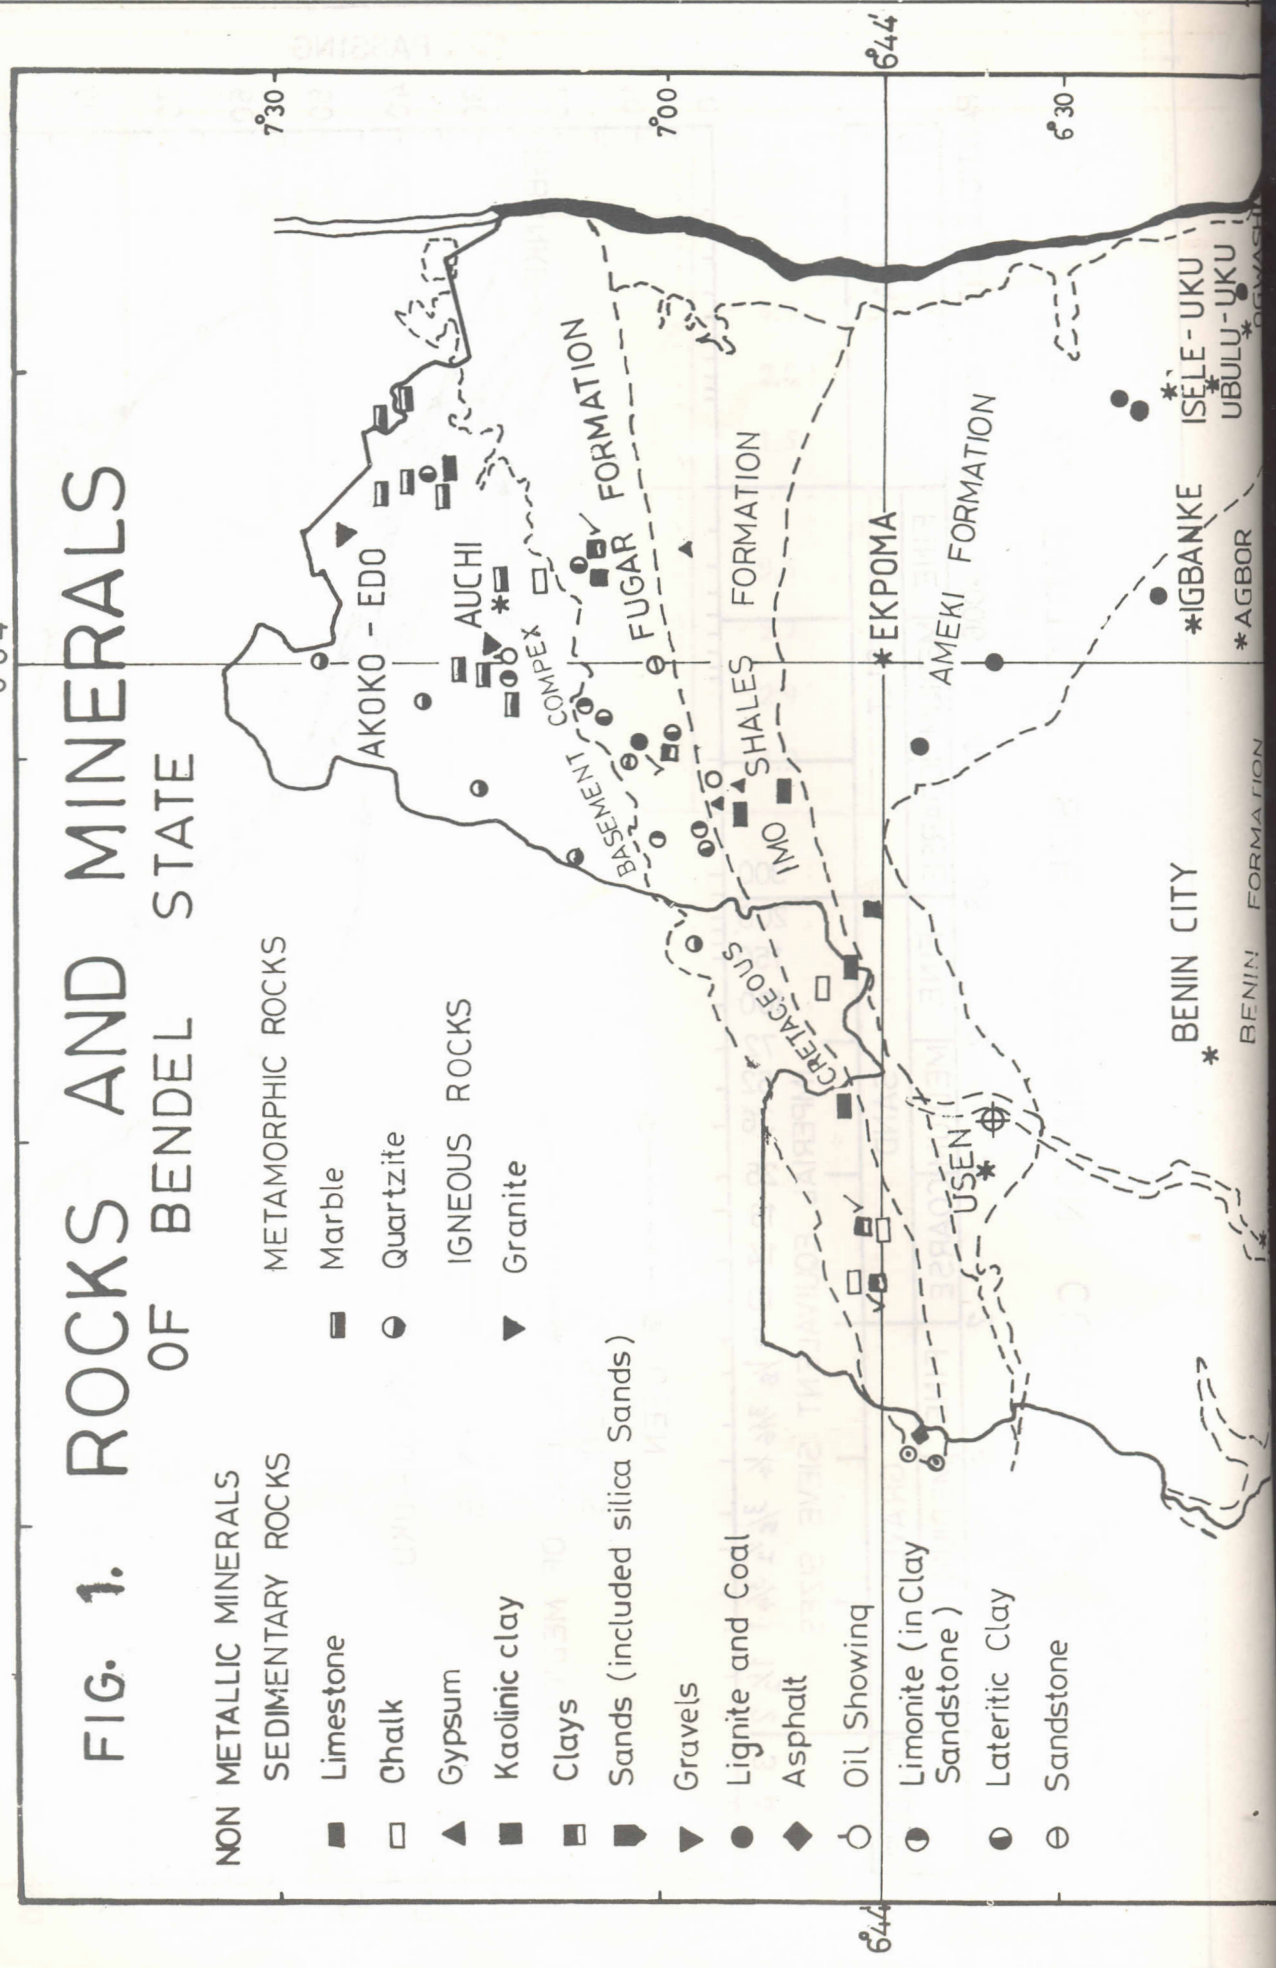 FIG. 1. ROCKS AND MINERALS
OF BENDEL STATE
NON METALLIC MINERALS
SEDIMENTARY ROCKS
Limestone
Chalk
Gypsum
Kaolinic clay
Clays
Sands (included silica Sands)
Gravels
Lignite and Coal
Asphalt
Oil Showing
Limonite (in Clay
Sandstone)
Lateritic Clay
Sandstone
METAMORPHIC ROCKS
Marble
Quartzite
IGNEOUS ROCKS
Granite
7°30
7°00
6°44'
6°30
6°44
AKOKO-EDO
AUCHI
BASEMENT COMPEX
FUGAR FORMATION
CRETACEOUS
IMO SHALES FORMATION
EKPOMA
AMEKI FORMATION
USEN
BENIN CITY
BENIN FORMATION
IGBANKE
AGBOR
ISELE-UKU
UBULU-UKU